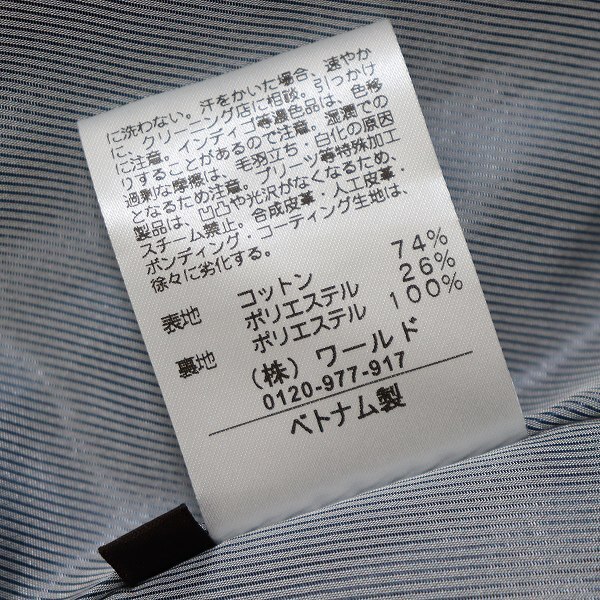 に洗わない。汗をかいた場合、速やか
に、クリーニング店に相談。引っかけ
に注意。インディゴ等濃色品は、色移
りすることがあるので注意。湿潤での
過剰な摩擦は、毛羽立ち・白化の原因
となるため注意。プリーツ等特殊加工
製品は、凹凸や光沢がなくなるため、
スチーム禁止。合成皮革・人工皮革・
ボンディング・コーティング生地は、
徐々に劣化する。
表地 コットン 74%
ポリエステル 26%
裏地 ポリエステル 100%
(株) ワールド
0120-977-917
ベトナム製